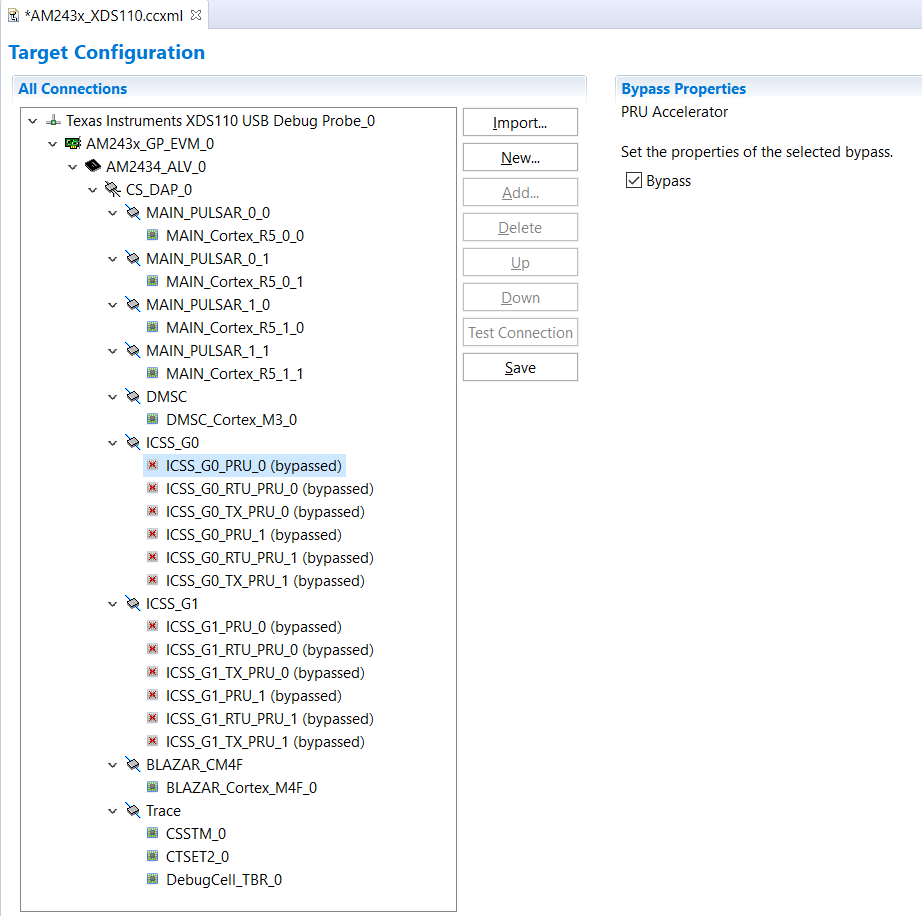 *AM243x_XDS110.ccxml
Target Configuration
All Connections
Texas Instruments XDS110 USB Debug Probe_0
AM243x_GP_EVM_0
AM2434_ALV_0
CS_DAP_0
MAIN_PULSAR_0_0
MAIN_Cortex_R5_0_0
MAIN_PULSAR_0_1
MAIN_Cortex_R5_0_1
MAIN_PULSAR_1_0
MAIN_Cortex_R5_1_0
MAIN_PULSAR_1_1
MAIN_Cortex_R5_1_1
DMSC
DMSC_Cortex_M3_0
ICSS_G0
ICSS_G0_PRU_0 (bypassed)
ICSS_G0_RTU_PRU_0 (bypassed)
ICSS_G0_TX_PRU_0 (bypassed)
ICSS_G0_PRU_1 (bypassed)
ICSS_G0_RTU_PRU_1 (bypassed)
ICSS_G0_TX_PRU_1 (bypassed)
ICSS_G1
ICSS_G1_PRU_0 (bypassed)
ICSS_G1_RTU_PRU_0 (bypassed)
ICSS_G1_TX_PRU_0 (bypassed)
ICSS_G1_PRU_1 (bypassed)
ICSS_G1_RTU_PRU_1 (bypassed)
ICSS_G1_TX_PRU_1 (bypassed)
BLAZAR_CM4F
BLAZAR_Cortex_M4F_0
Trace
CSSTM_0
CTSET2_0
DebugCell_TBR_0
Import...
New...
Add...
Delete
Up
Down
Test Connection
Save
Bypass Properties
PRU Accelerator
Set the properties of the selected bypass.
Bypass